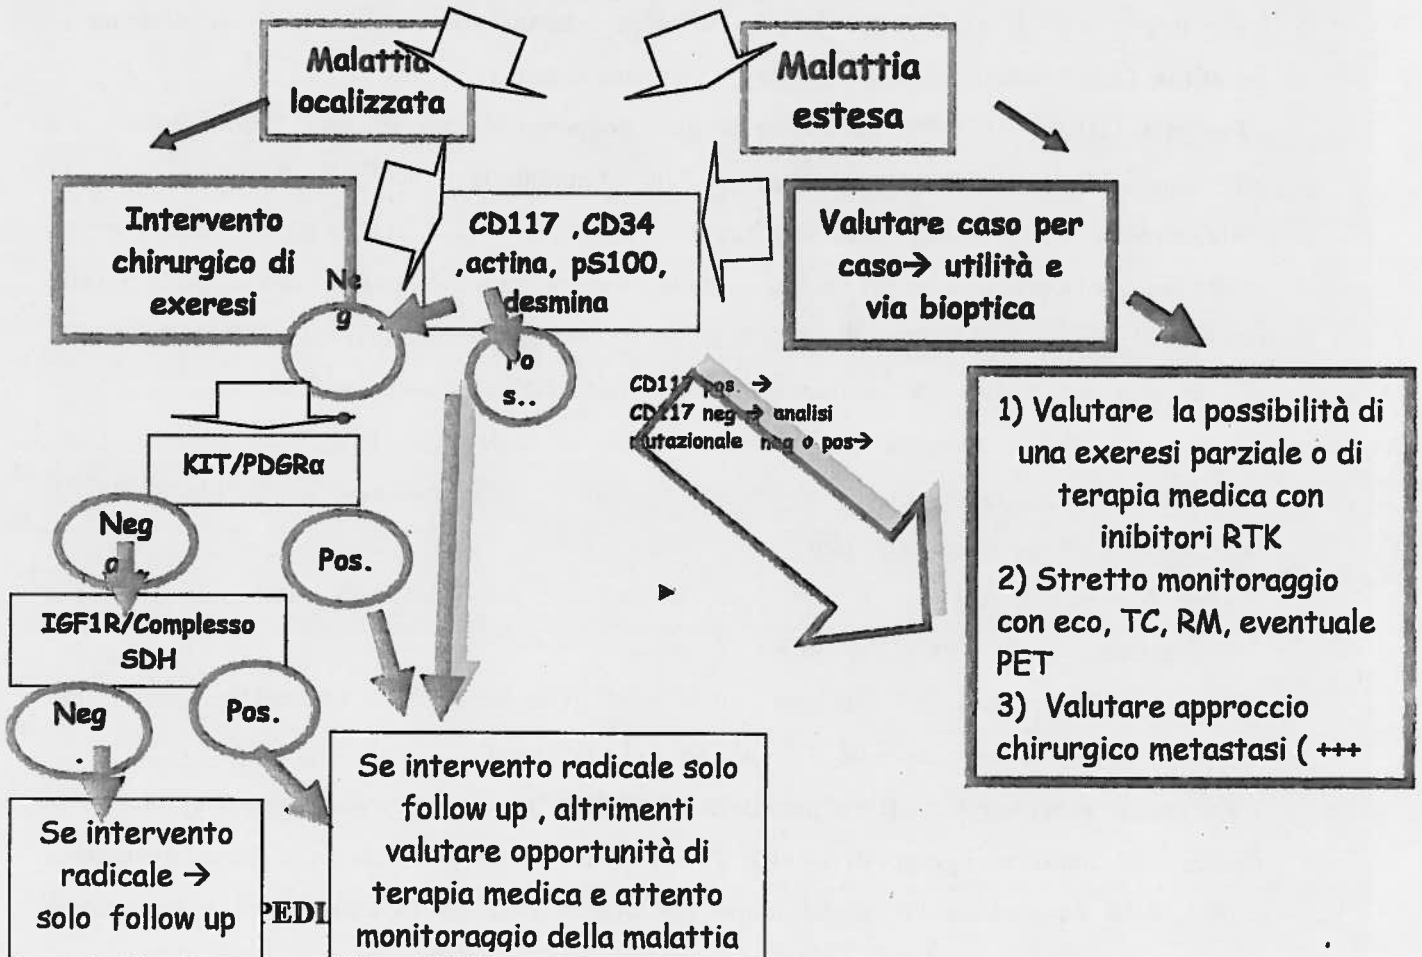 Malattia
localizzata
Malattia
estesa
Intervento
chirurgico di
exeresi
CD117 ,CD34
,actina, pS100,
desmina
Valutare caso per
caso→ utilità e
via bioptica
Ne
g
Po
s..
CD117 pos. →
CD117 neg → analisi
mutazionale neg o pos→
KIT/PDGRα
Neg
Pos.
IGF1R/Complesso
SDH
Neg
.
Pos.
1) Valutare la possibilità di
una exeresi parziale o di
terapia medica con
inibitori RTK
2) Stretto monitoraggio
con eco, TC, RM, eventuale
PET
3) Valutare approccio
chirurgico metastasi ( +++
Se intervento
radicale →
solo follow up
PEDI
Se intervento radicale solo
follow up , altrimenti
valutare opportunità di
terapia medica e attento
monitoraggio della malattia